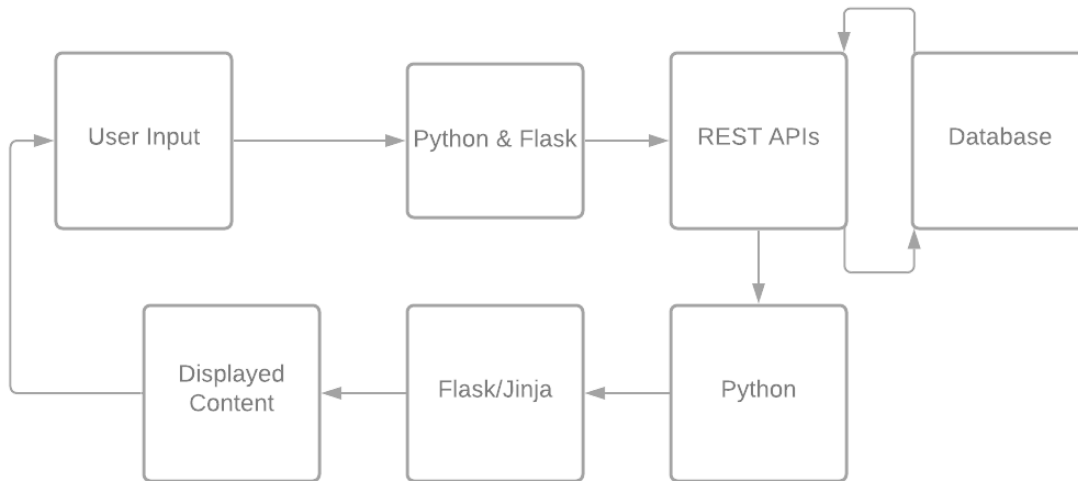 User Input
Python & Flask
REST APIs
Database
Displayed
Content
Flask/Jinja
Python